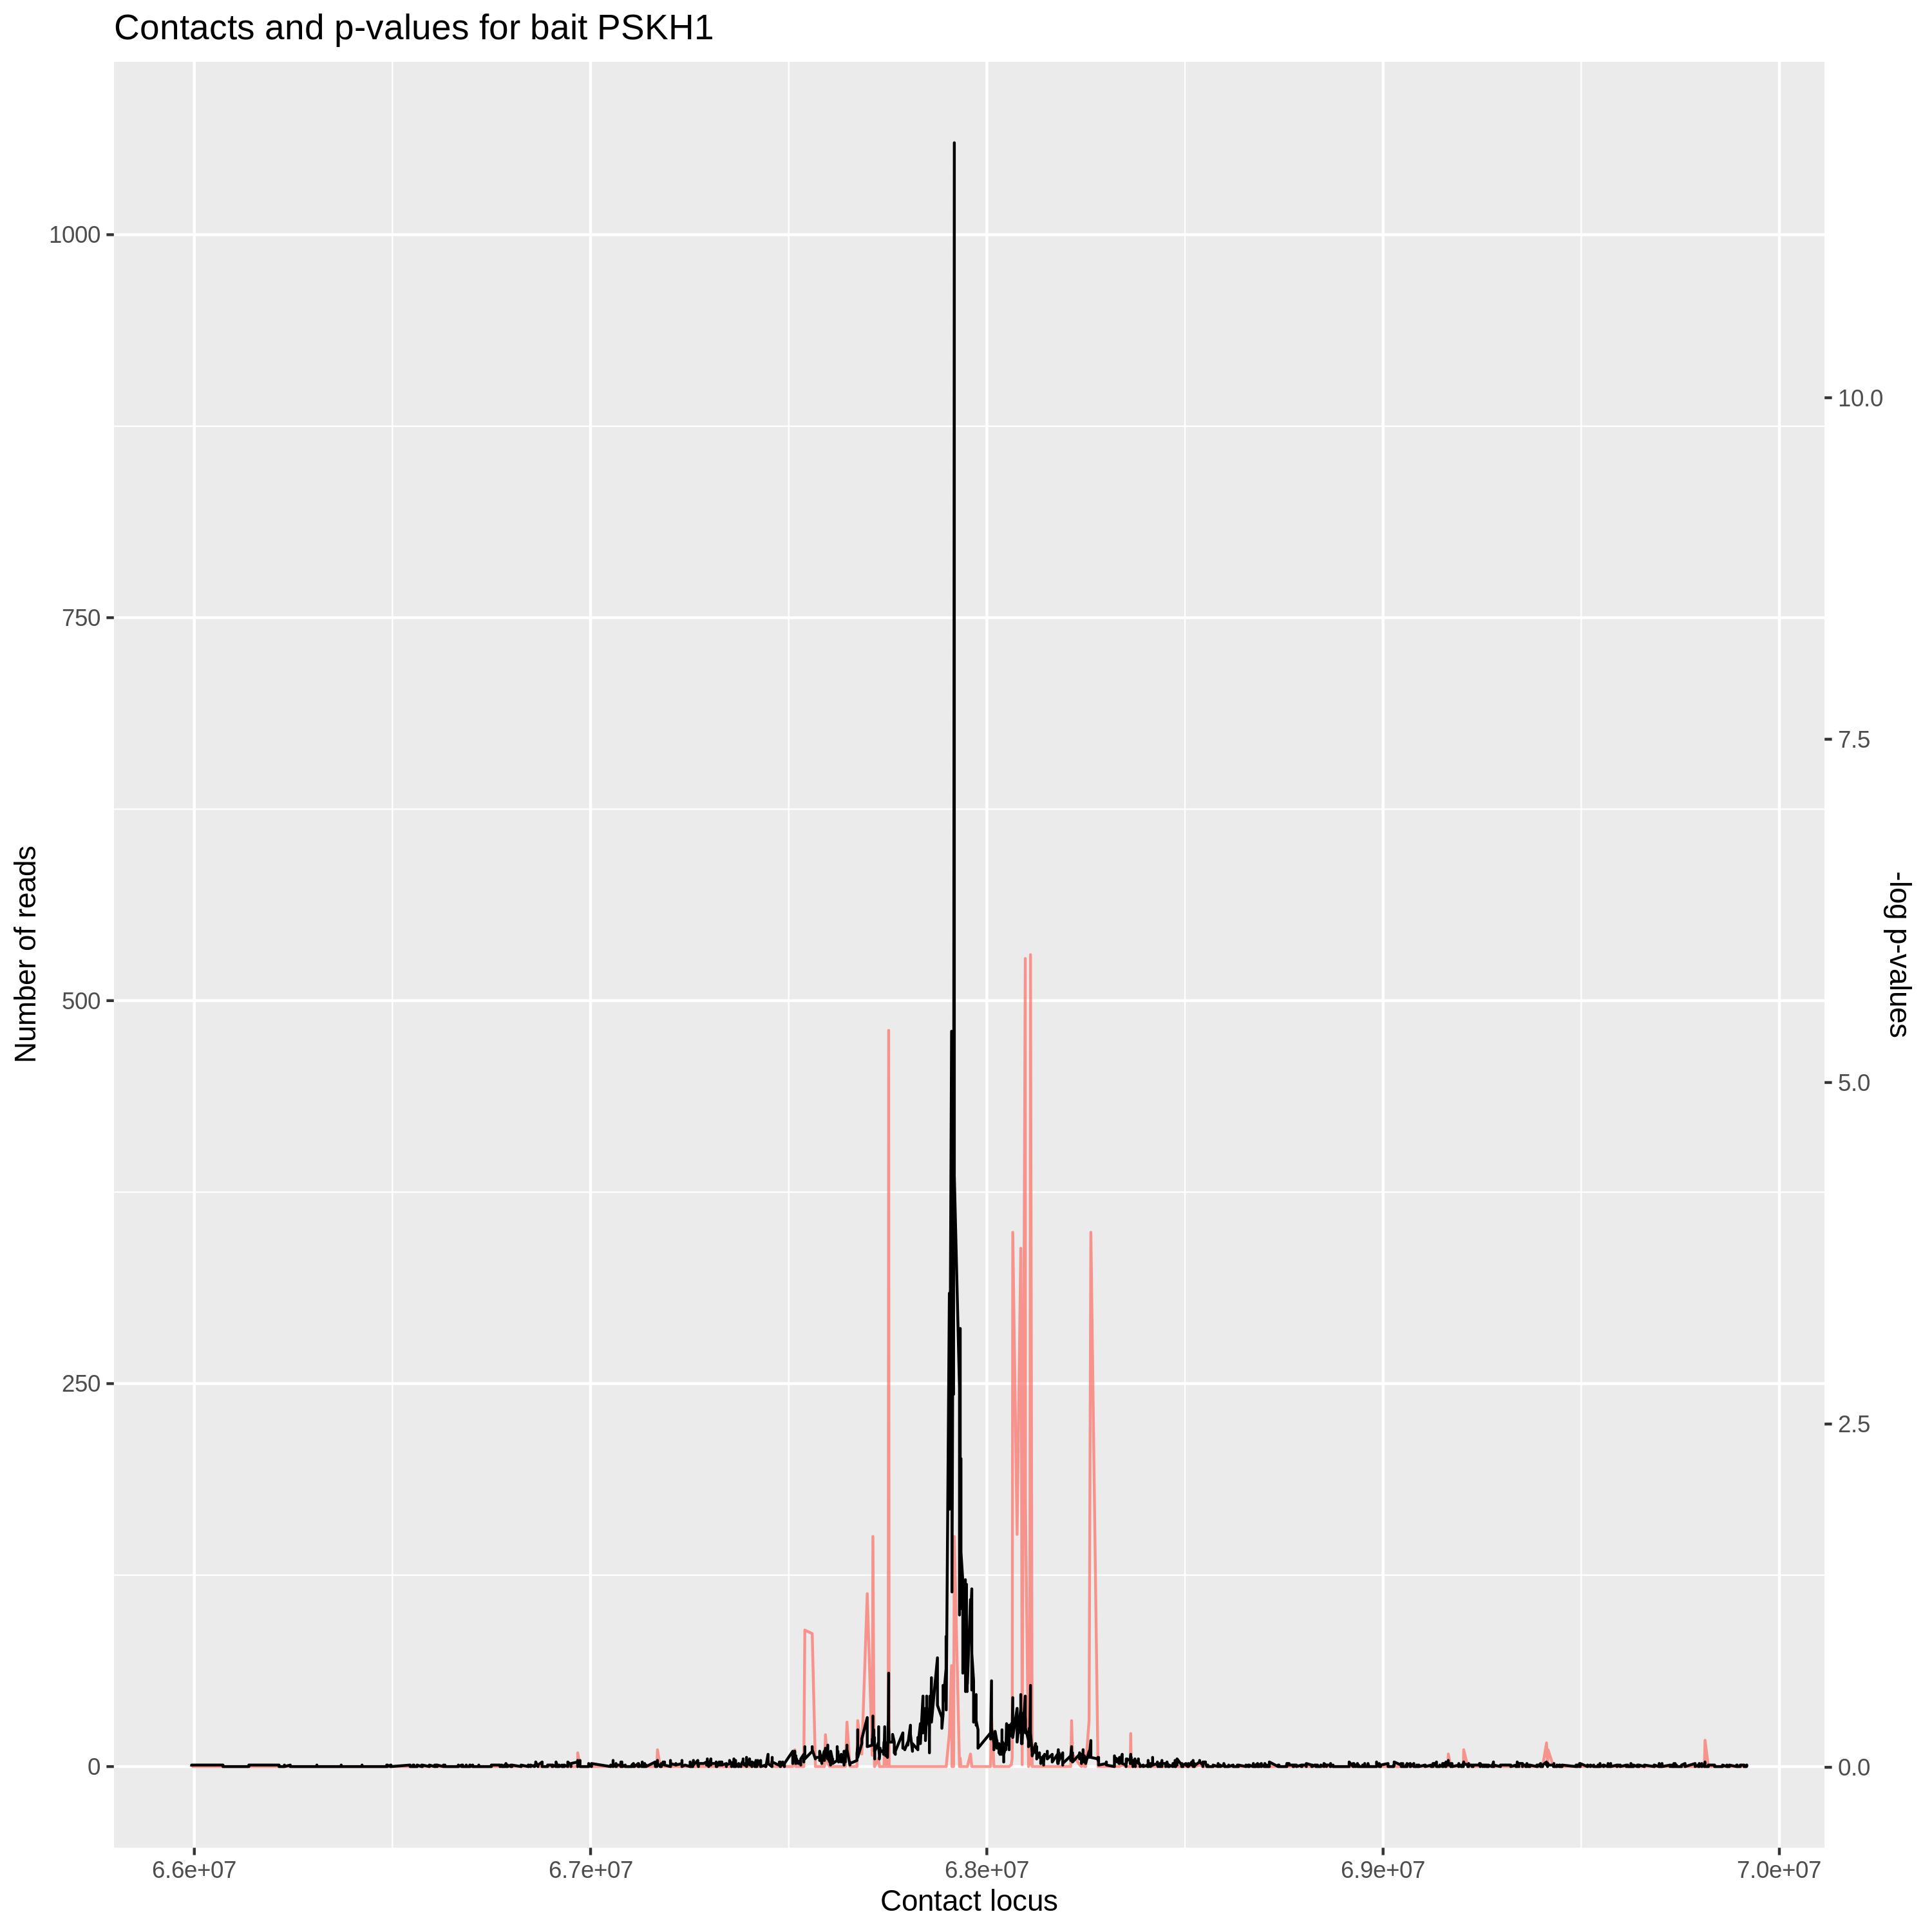 Contacts and p-values for bait PSKH1
Number of reads
1000
750
500
250
0
10.0
7.5
5.0
2.5
0.0
-log p-values
6.6e+07
6.7e+07
6.8e+07
6.9e+07
7.0e+07
Contact locus